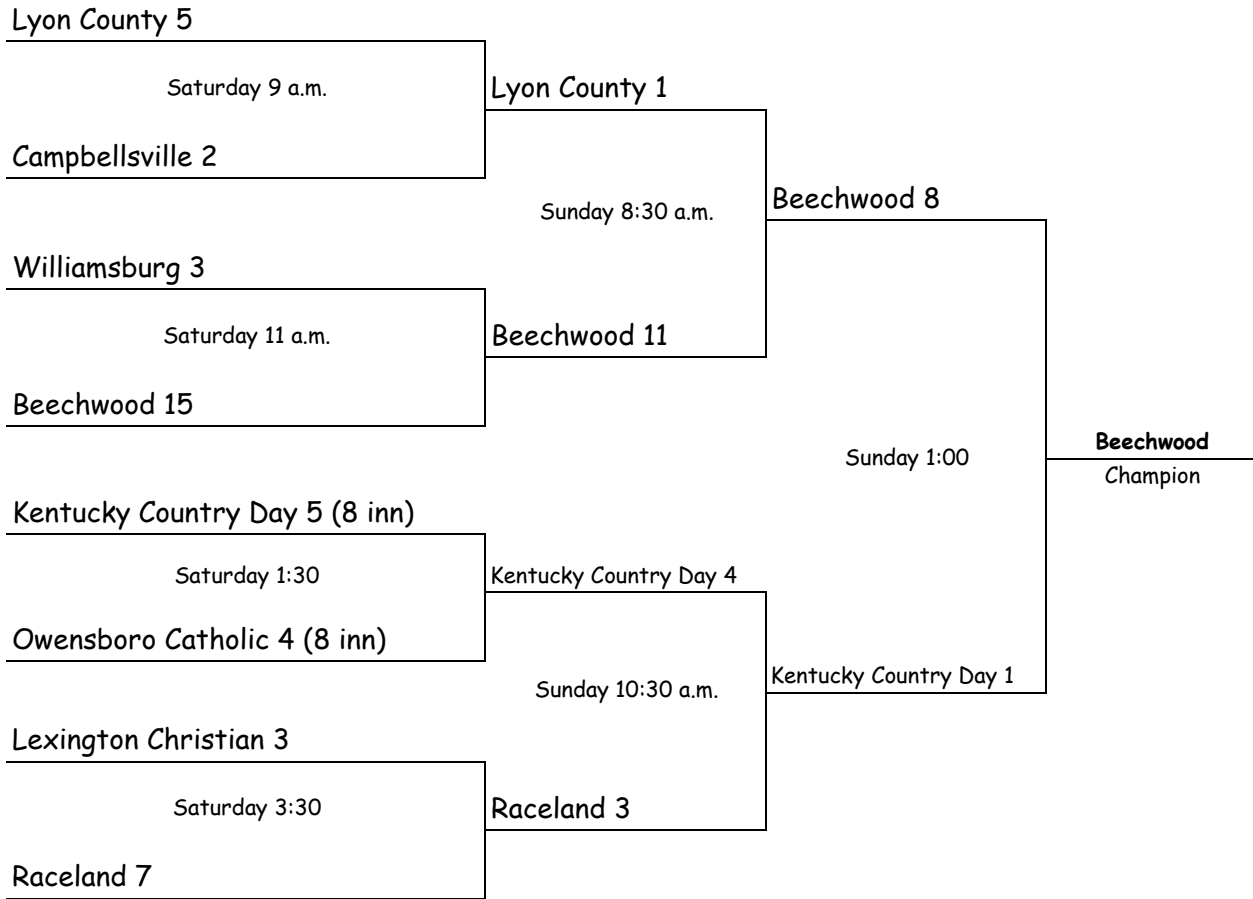 Lyon County 5
Saturday 9 a.m.
Lyon County 1
Campbellsville 2
Sunday 8:30 a.m.
Beechwood 8
Williamsburg 3
Saturday 11 a.m.
Beechwood 11
Beechwood 15
Sunday 1:00
Beechwood
Champion
Kentucky Country Day 5 (8 inn)
Saturday 1:30
Kentucky Country Day 4
Owensboro Catholic 4 (8 inn)
Sunday 10:30 a.m.
Kentucky Country Day 1
Lexington Christian 3
Saturday 3:30
Raceland 3
Raceland 7